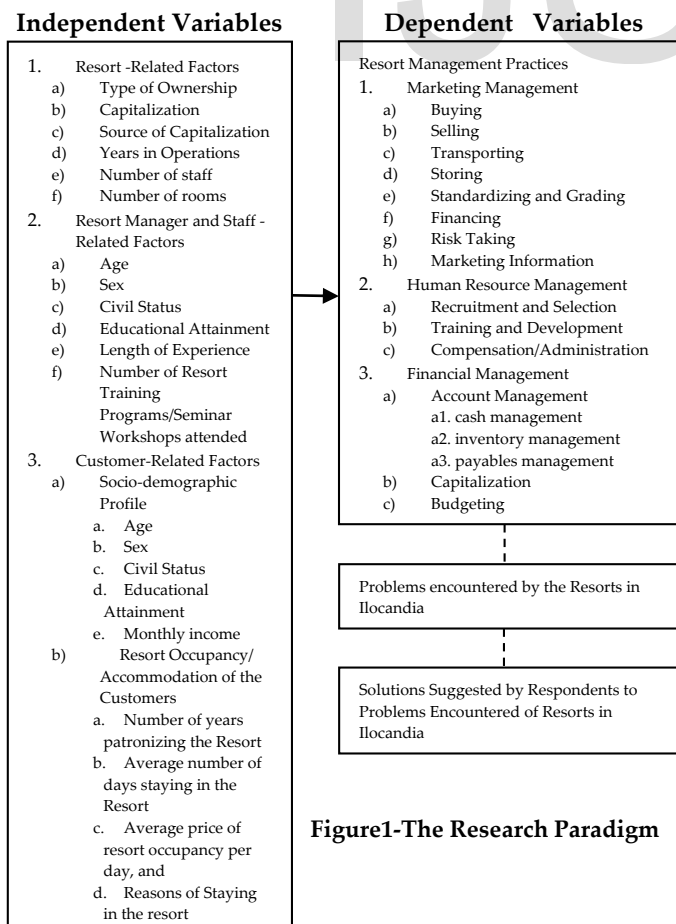 Independent Variables
1. Resort -Related Factors
a) Type of Ownership
b) Capitalization
c) Source of Capitalization
d) Years in Operations
e) Number of staff
f) Number of rooms
2. Resort Manager and Staff -
Related Factors
a) Age
b) Sex
c) Civil Status
d) Educational Attainment
e) Length of Experience
f) Number of Resort
Training
Programs/Seminar
Workshops attended
3. Customer-Related Factors
a) Socio-demographic
Profile
a. Age
b. Sex
c. Civil Status
d. Educational
Attainment
e. Monthly income
b) Resort Occupancy/
Accommodation of the
Customers
a. Number of years
patronizing the Resort
b. Average number of
days staying in the
Resort
c. Average price of
resort occupancy per
day, and
d. Reasons of Staying
in the resort
Dependent Variables
Resort Management Practices
1. Marketing Management
a) Buying
b) Selling
c) Transporting
d) Storing
e) Standardizing and Grading
f) Financing
g) Risk Taking
h) Marketing Information
2. Human Resource Management
a) Recruitment and Selection
b) Training and Development
c) Compensation/Administration
3. Financial Management
a) Account Management
a1. cash management
a2. inventory management
a3. payables management
b) Capitalization
c) Budgeting
Problems encountered by the Resorts in
Ilocandia
Solutions Suggested by Respondents to
Problems Encountered of Resorts in
Ilocandia
Figure1-The Research Paradigm